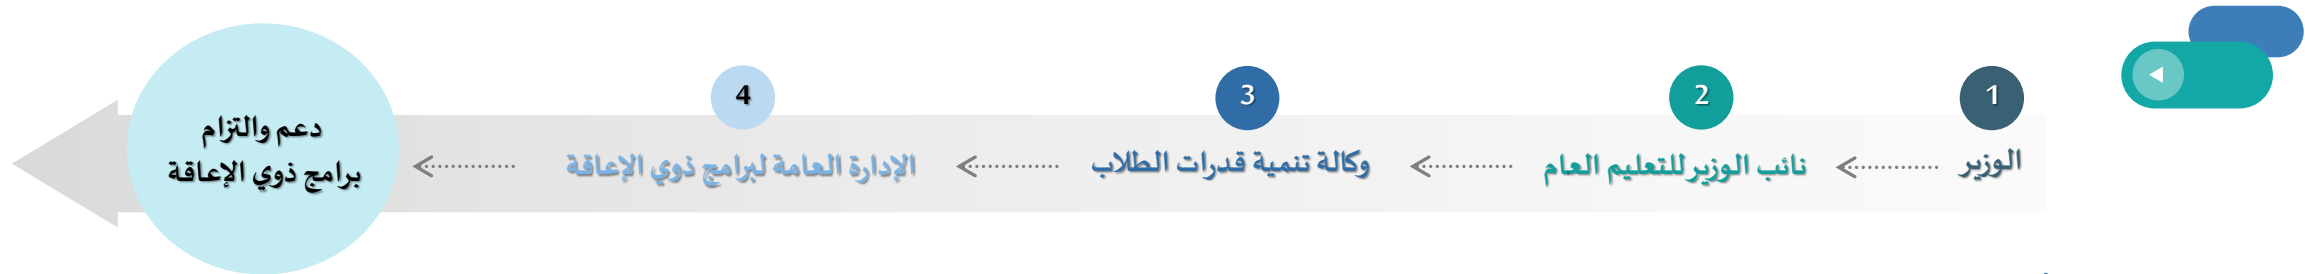 1
الوزير
2
نائب الوزير للتعليم العام
3
وكالة تنمية قدرات الطلاب
4
الإدارة العامة لبرامج ذوي الإعاقة
دعم والتزام
برامج ذوي الإعاقة